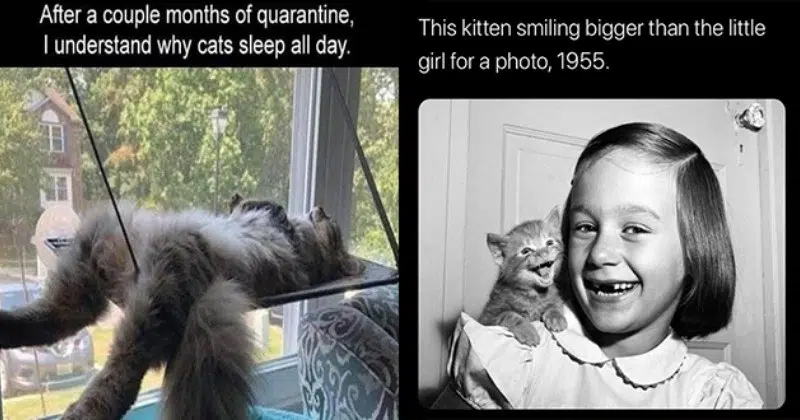 After a couple months of quarantine,
I understand why cats sleep all day.
This kitten smiling bigger than the little
girl for a photo, 1955.